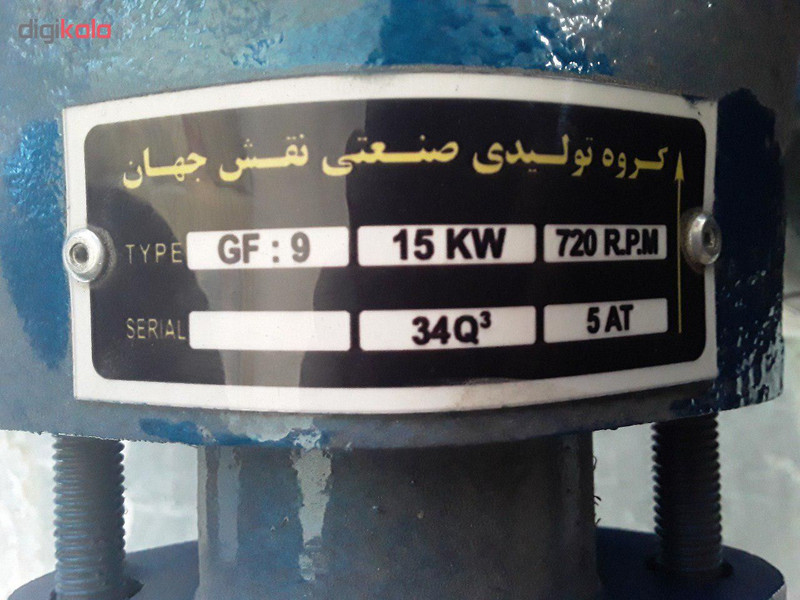 digikala
گروه تولیدی صنعتی نقش جهان
TYPE GF : 9 15 KW 720 R.P.M
SERIAL 34Q³ 5 AT